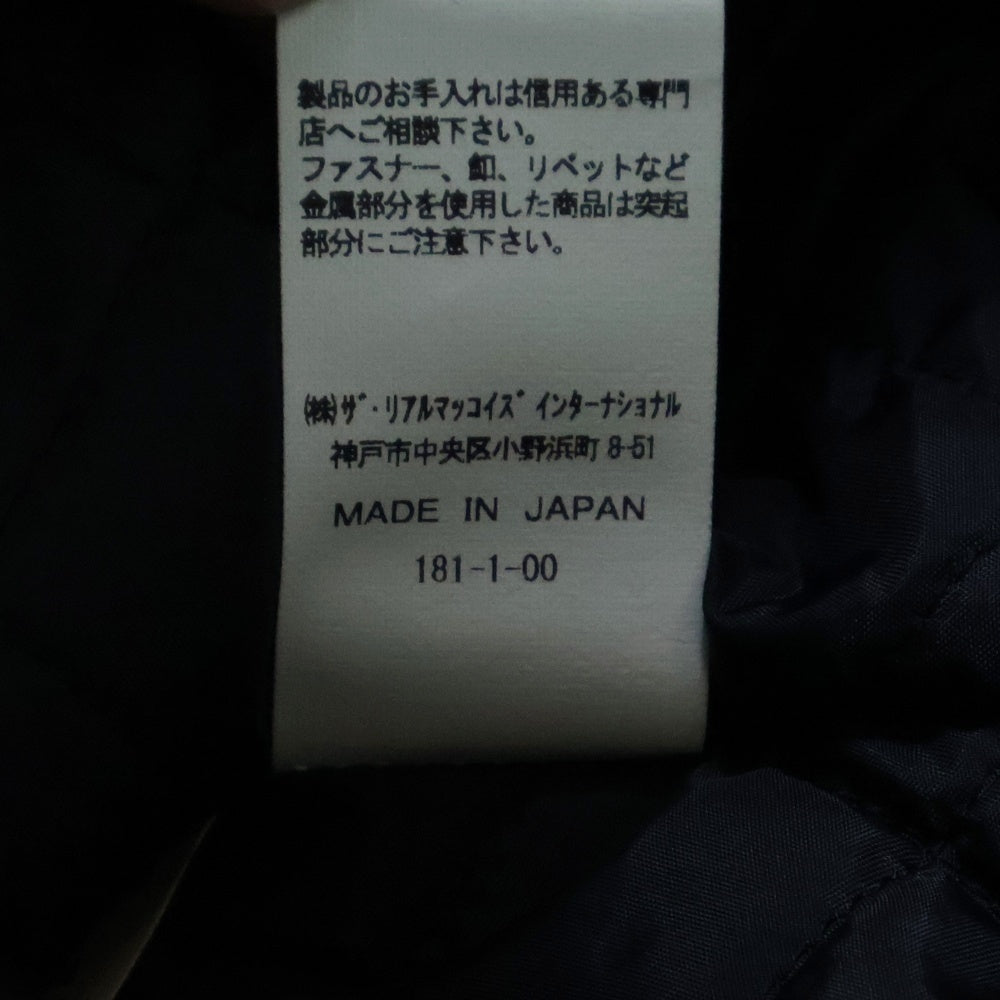 製品のお手入れは信用ある専門
店へご相談下さい。
ファスナー、釦、リベットなど
金属部分を使用した商品は突起
部分にご注意下さい。
(株)ザ・リアルマッコイズ インターナショナル
神戸市中央区小野浜町 8-51
MADE IN JAPAN
181-1-00